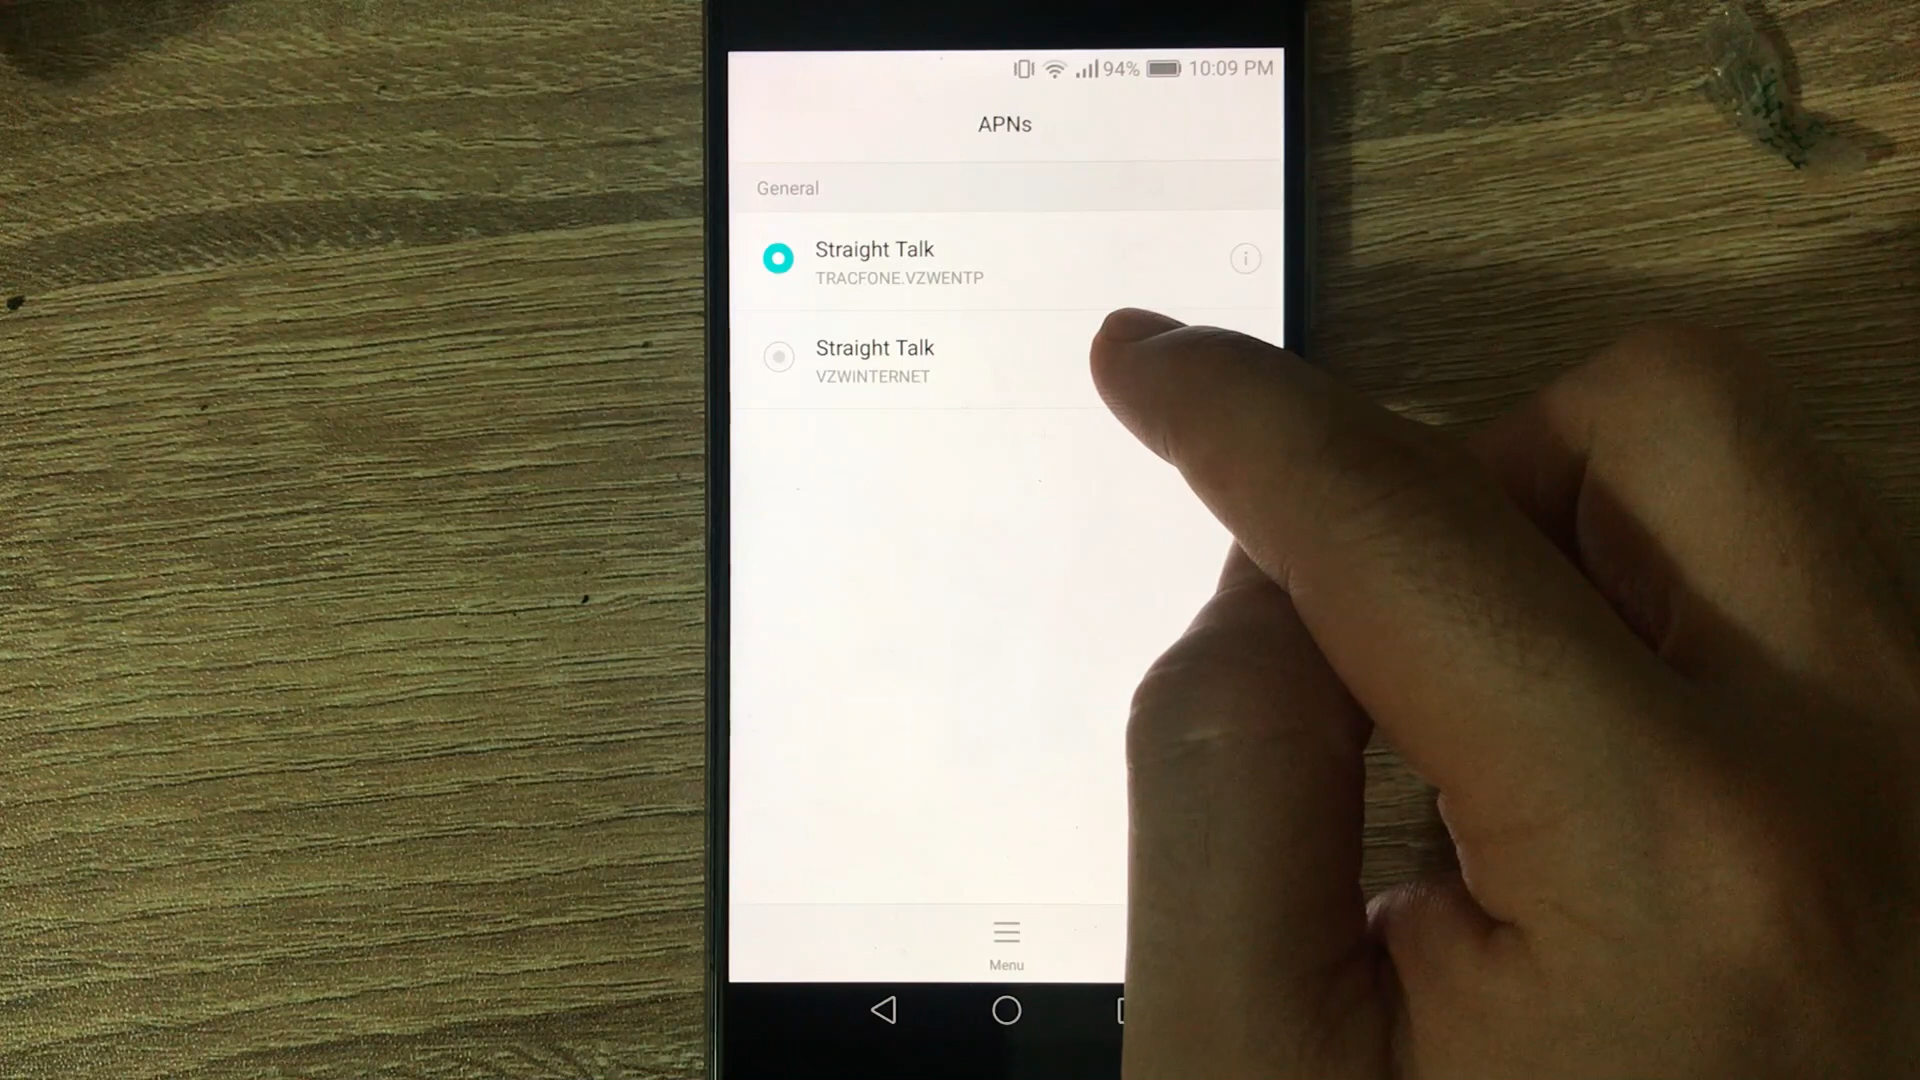 94% 10:09 PM
APNs
General
Straight Talk
TRACFONE.VZWENTP
Straight Talk
VZWINTERNET
Menu